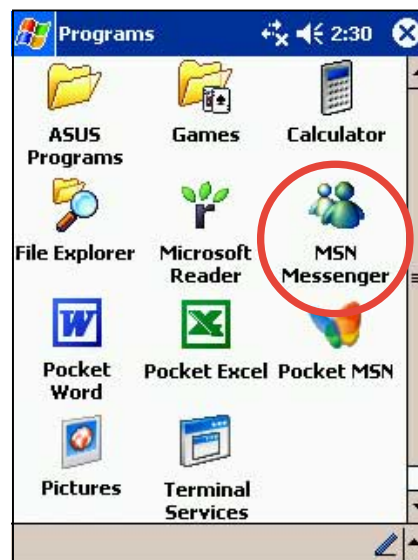 Programs 2:30
ASUS Programs
Games
Calculator
File Explorer
Microsoft Reader
MSN Messenger
Pocket Word
Pocket Excel
Pocket MSN
Pictures
Terminal Services